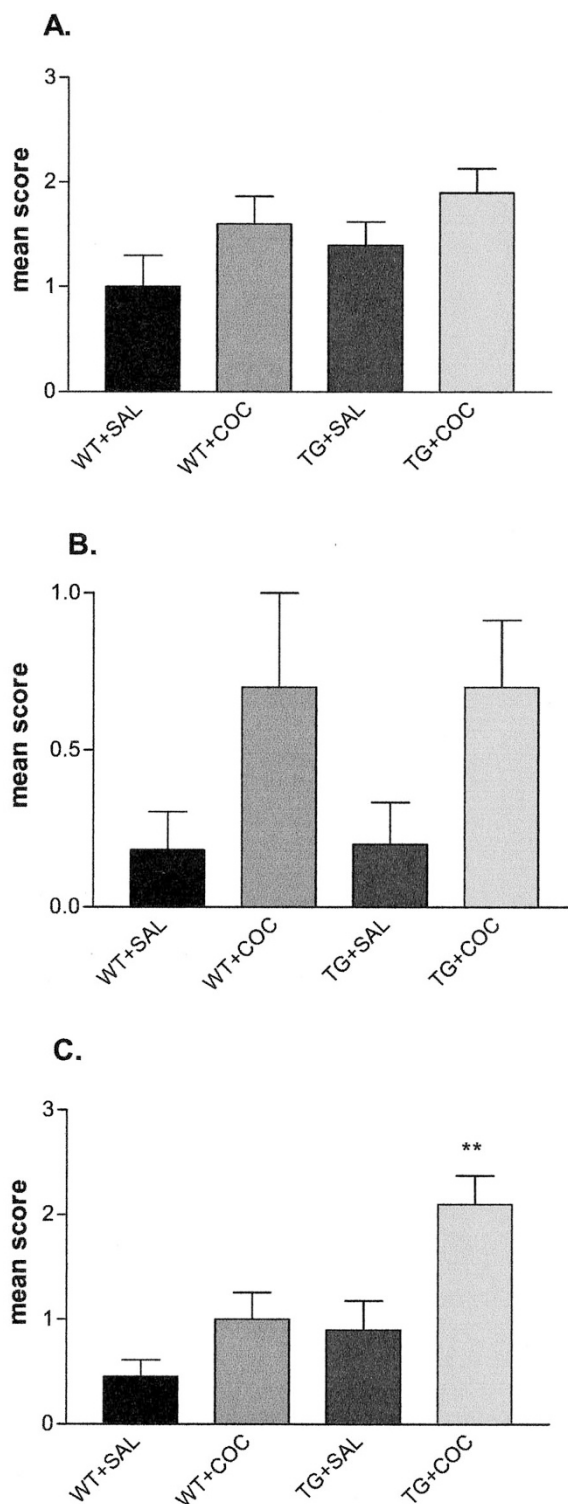 A.
mean score
3
2
1
0
WT+SAL
WT+COC
TG+SAL
TG+COC
B.
mean score
1.0
0.5
0.0
WT+SAL
WT+COC
TG+SAL
TG+COC
C.
mean score
3
2
1
0
**
WT+SAL
WT+COC
TG+SAL
TG+COC